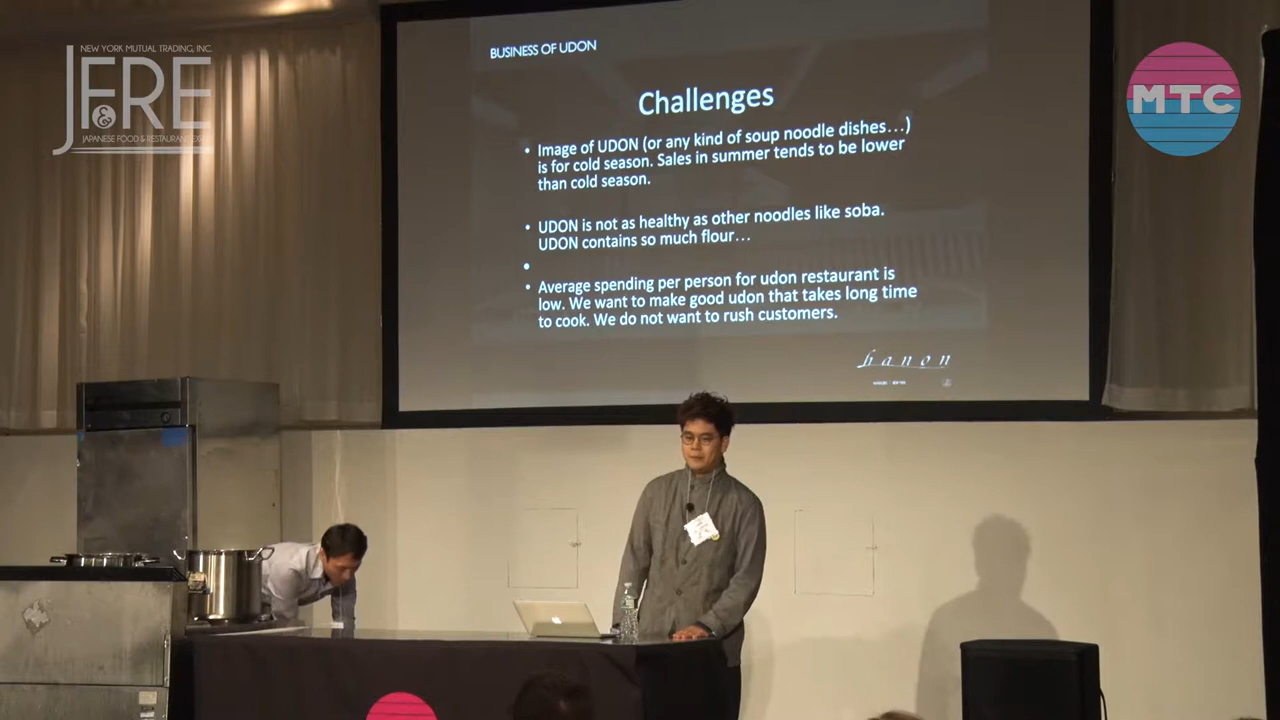 NEW YORK MUTUAL TRADING, INC.
JFRE
&
JAPANESE FOOD & RESTAURANT
MTC
BUSINESS OF UDON
Challenges
• Image of UDON (or any kind of soup noodle dishes...)
is for cold season. Sales in summer tends to be lower
than cold season.
• UDON is not as healthy as other noodles like soba.
UDON contains so much flour...
•
• Average spending per person for udon restaurant is
low. We want to make good udon that takes long time
to cook. We do not want to rush customers.
hanon